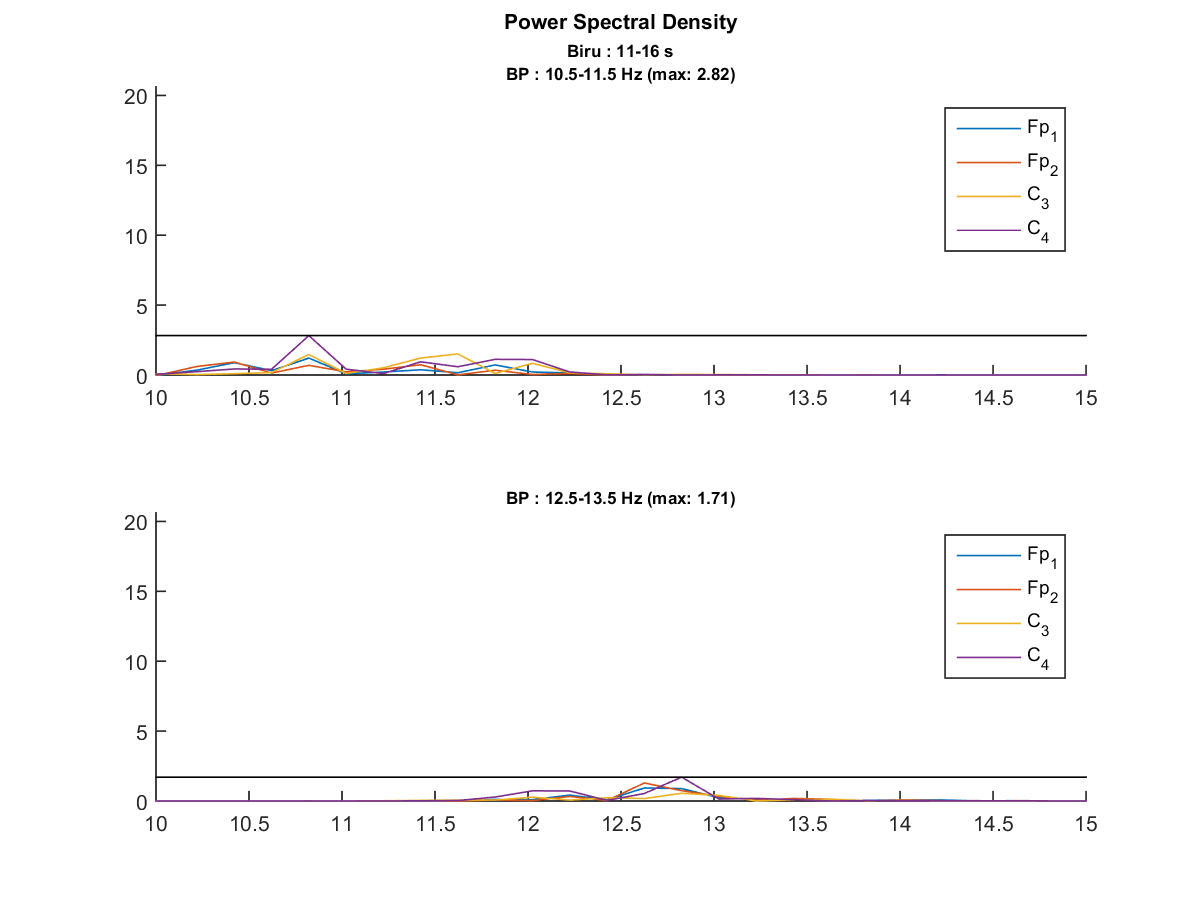 Power Spectral Density
Biru : 11-16 s
BP : 10.5-11.5 Hz (max: 2.82)
20
15
10
5
0
10 10.5 11 11.5 12 12.5 13 13.5 14 14.5 15
Fp1
Fp2
C3
C4
BP : 12.5-13.5 Hz (max: 1.71)
20
15
10
5
0
10 10.5 11 11.5 12 12.5 13 13.5 14 14.5 15
Fp1
Fp2
C3
C4